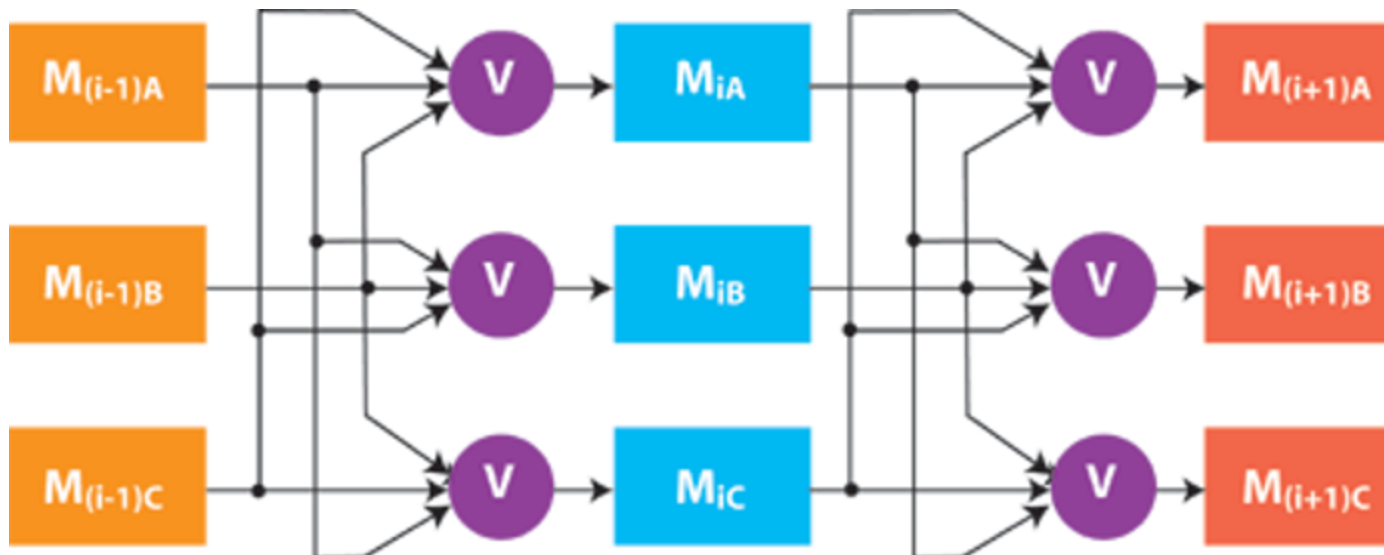 M(i-1)A V MiA V M(i+1)A
M(i-1)B V MiB V M(i+1)B
M(i-1)C V MiC V M(i+1)C